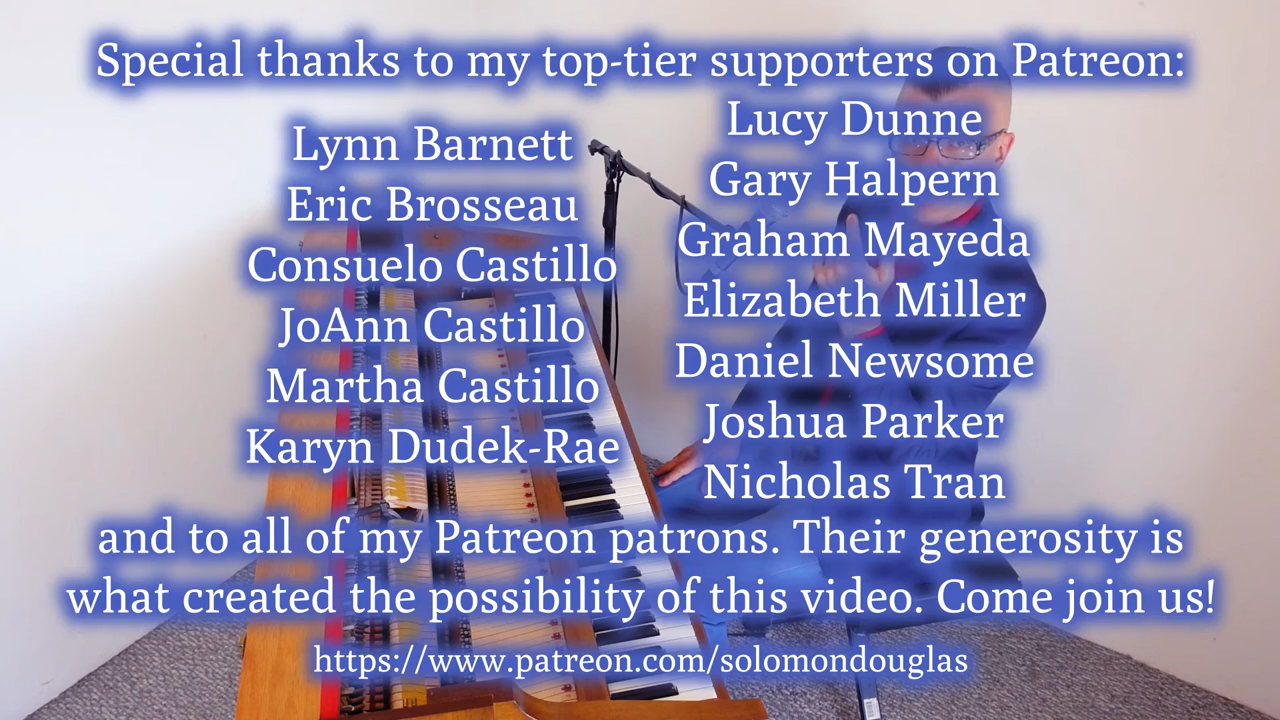 Special thanks to my top-tier supporters on Patreon:
Lynn Barnett
Eric Brosseau
Consuelo Castillo
JoAnn Castillo
Martha Castillo
Karyn Dudek-Rae
Lucy Dunne
Gary Halpern
Graham Mayeda
Elizabeth Miller
Daniel Newsome
Joshua Parker
Nicholas Tran
and to all of my Patreon patrons. Their generosity is
what created the possibility of this video. Come join us!
https://www.patreon.com/solomondouglas